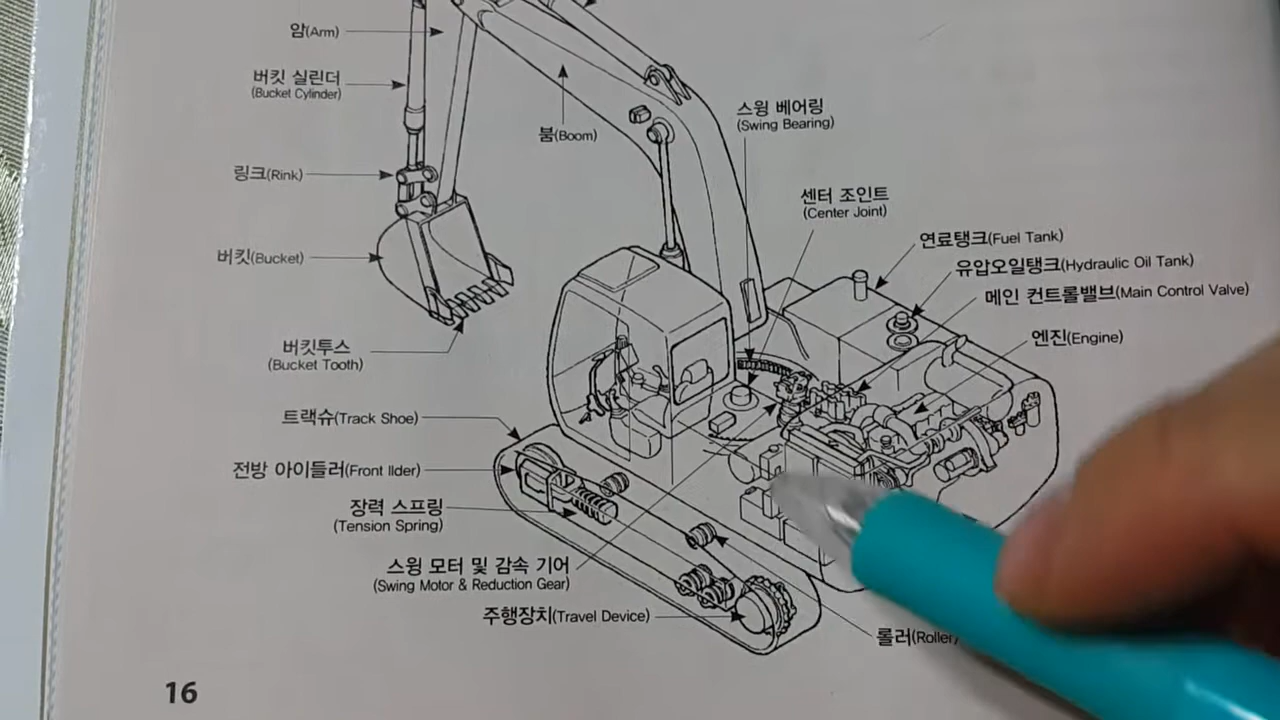 암(Arm)
버킷 실린더
(Bucket Cylinder)
붐(Boom)
스윙 베어링
(Swing Bearing)
링크(Rink)
센터 조인트
(Center Joint)
버킷(Bucket)
연료탱크(Fuel Tank)
유압오일탱크(Hydraulic Oil Tank)
메인 컨트롤밸브(Main Control Valve)
엔진(Engine)
버킷투스
(Bucket Tooth)
트랙슈(Track Shoe)
전방 아이들러(Front Ilder)
장력 스프링
(Tension Spring)
스윙 모터 및 감속 기어
(Swing Motor & Reduction Gear)
주행장치(Travel Device)
롤러(Roller)
16